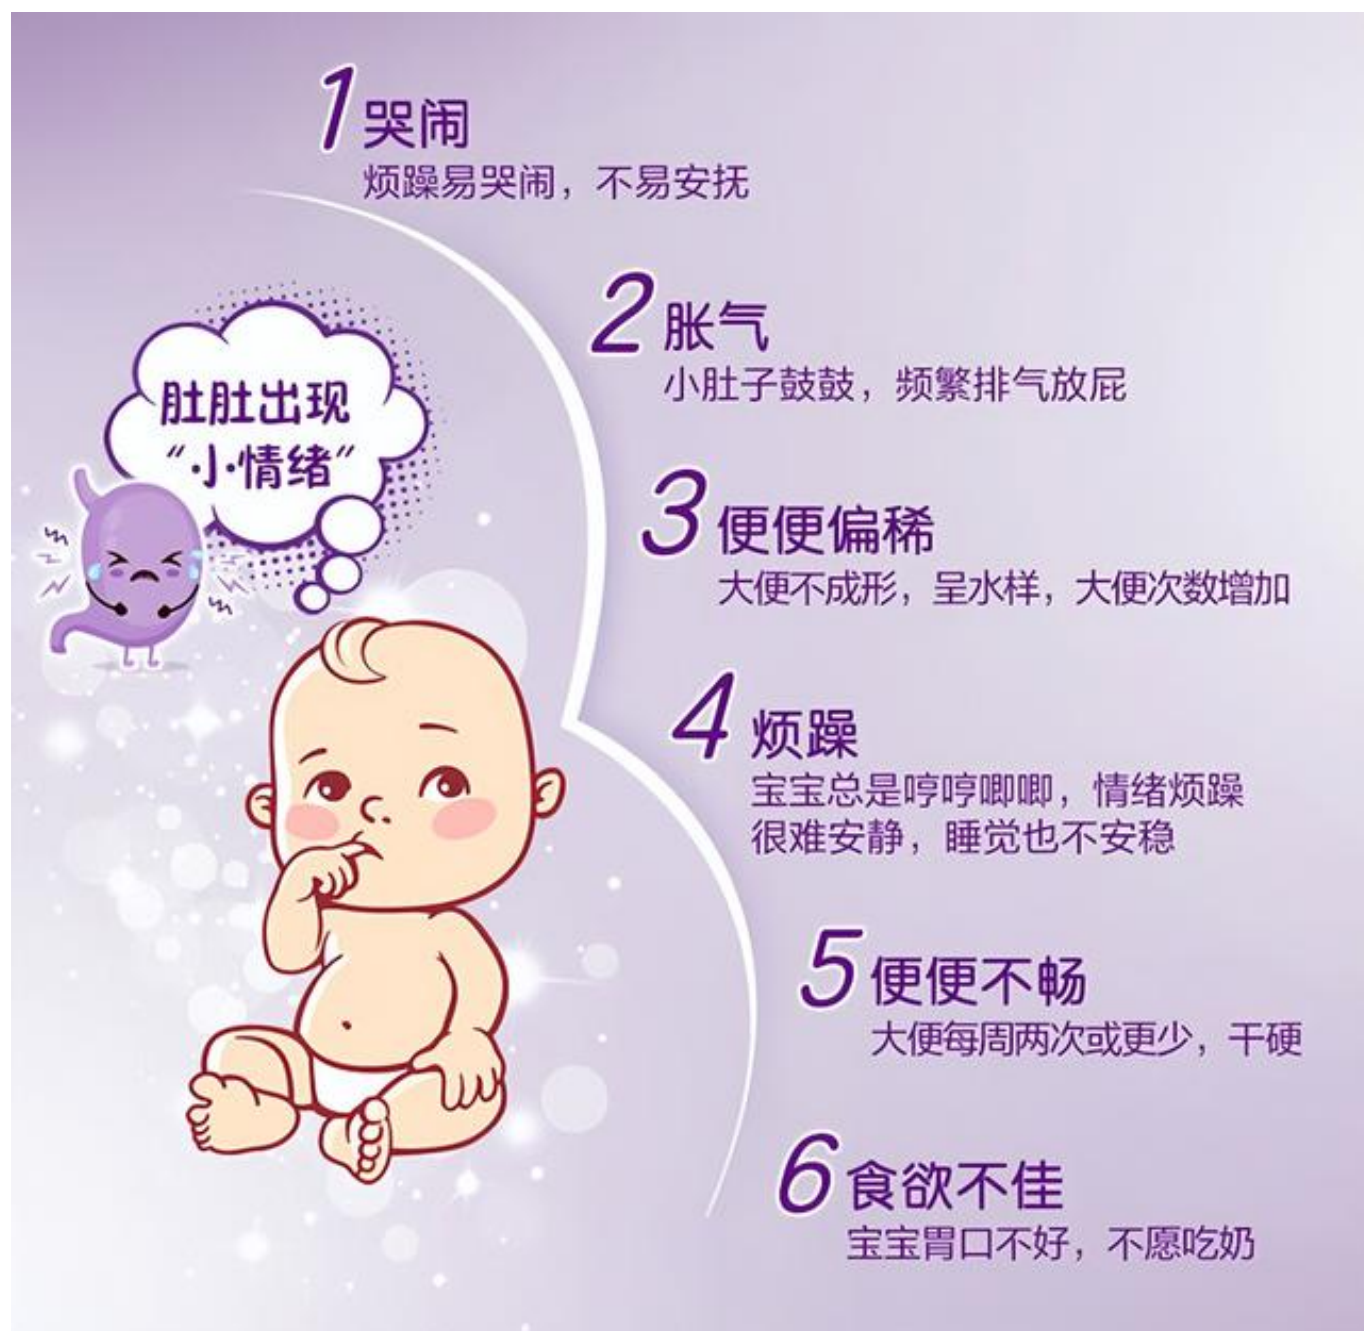 1 哭闹
烦躁易哭闹，不易安抚
2 胀气
小肚子鼓鼓，频繁排气放屁
肚肚出现
“小情绪”
3 便便偏稀
大便不成形，呈水样，大便次数增加
4 烦躁
宝宝总是哼哼唧唧，情绪烦躁
很难安静，睡觉也不安稳
5 便便不畅
大便每周两次或更少，干硬
6 食欲不佳
宝宝胃口不好，不愿吃奶